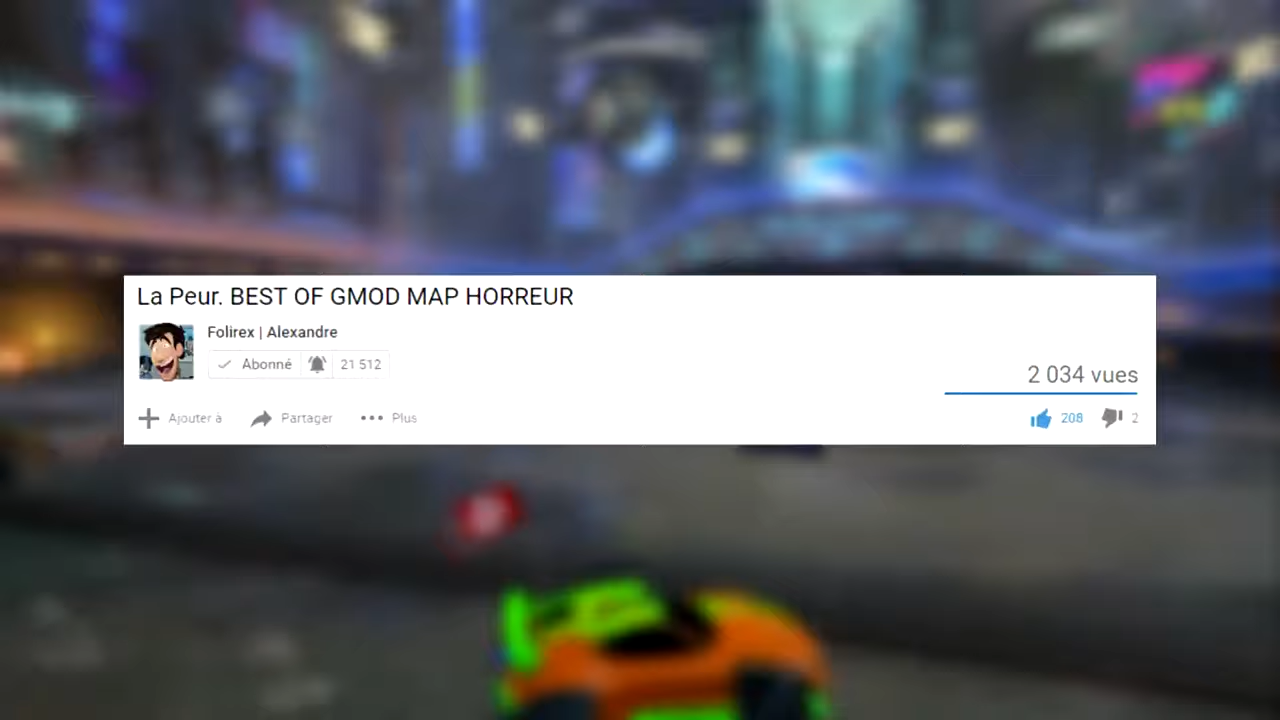 La Peur. BEST OF GMOD MAP HORREUR
Folirex | Alexandre
Abonné 21 512
2 034 vues
Ajouter à Partager Plus 208 2